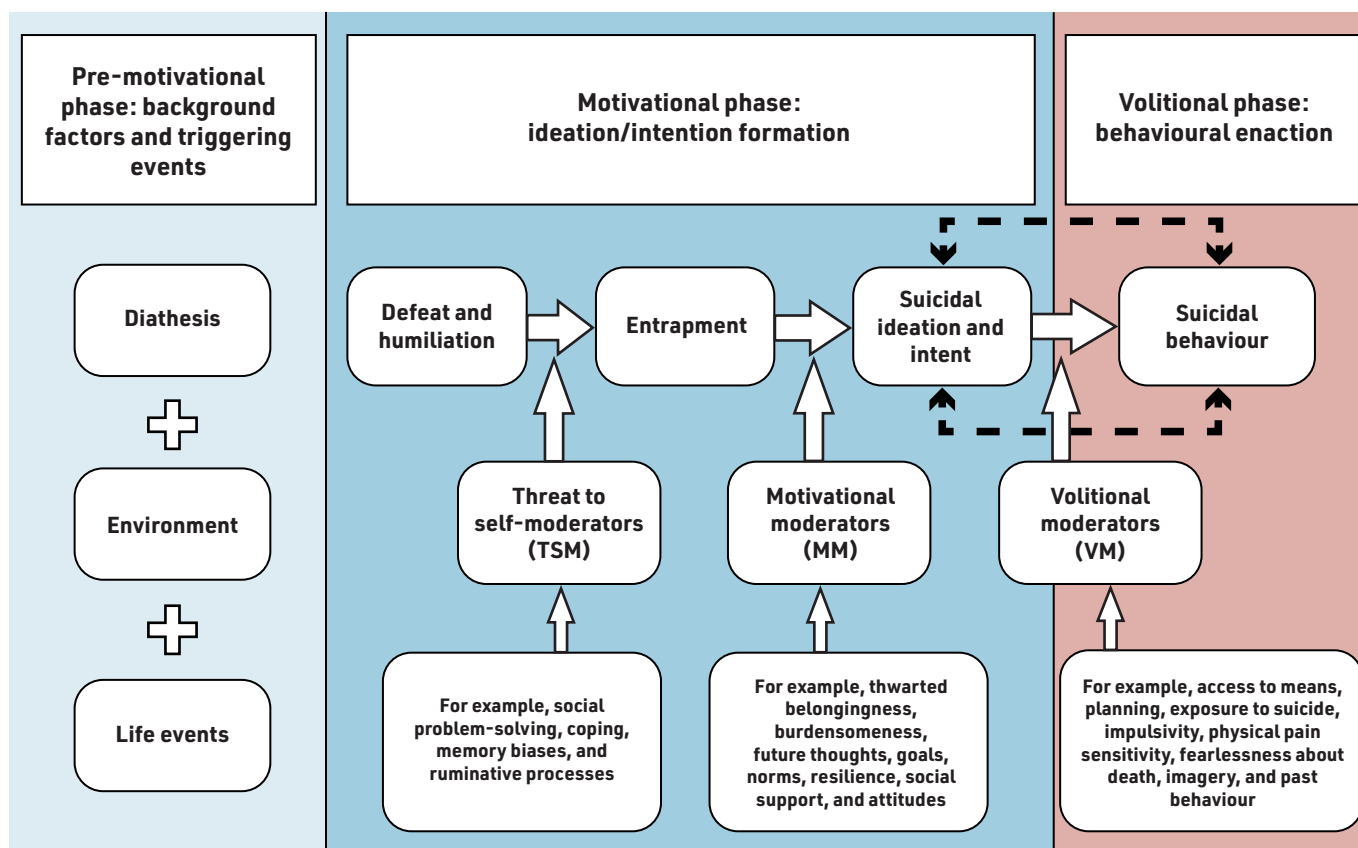 Pre-motivational
phase: background
factors and triggering
events
Motivational phase:
ideation/intention formation
Volitional phase:
behavioural enaction
Diathesis
Environment
Life events
Defeat and
humiliation
Entrapment
Suicidal
ideation and
intent
Suicidal
behaviour
Threat to
self-moderators
(TSM)
Motivational
moderators
(MM)
Volitional
moderators
(VM)
For example, social
problem-solving, coping,
memory biases, and
ruminative processes
For example, thwarted
belongingness,
burdensomeness,
future thoughts, goals,
norms, resilience, social
support, and attitudes
For example, access to means,
planning, exposure to suicide,
impulsivity, physical pain
sensitivity, fearlessness about
death, imagery, and past
behaviour